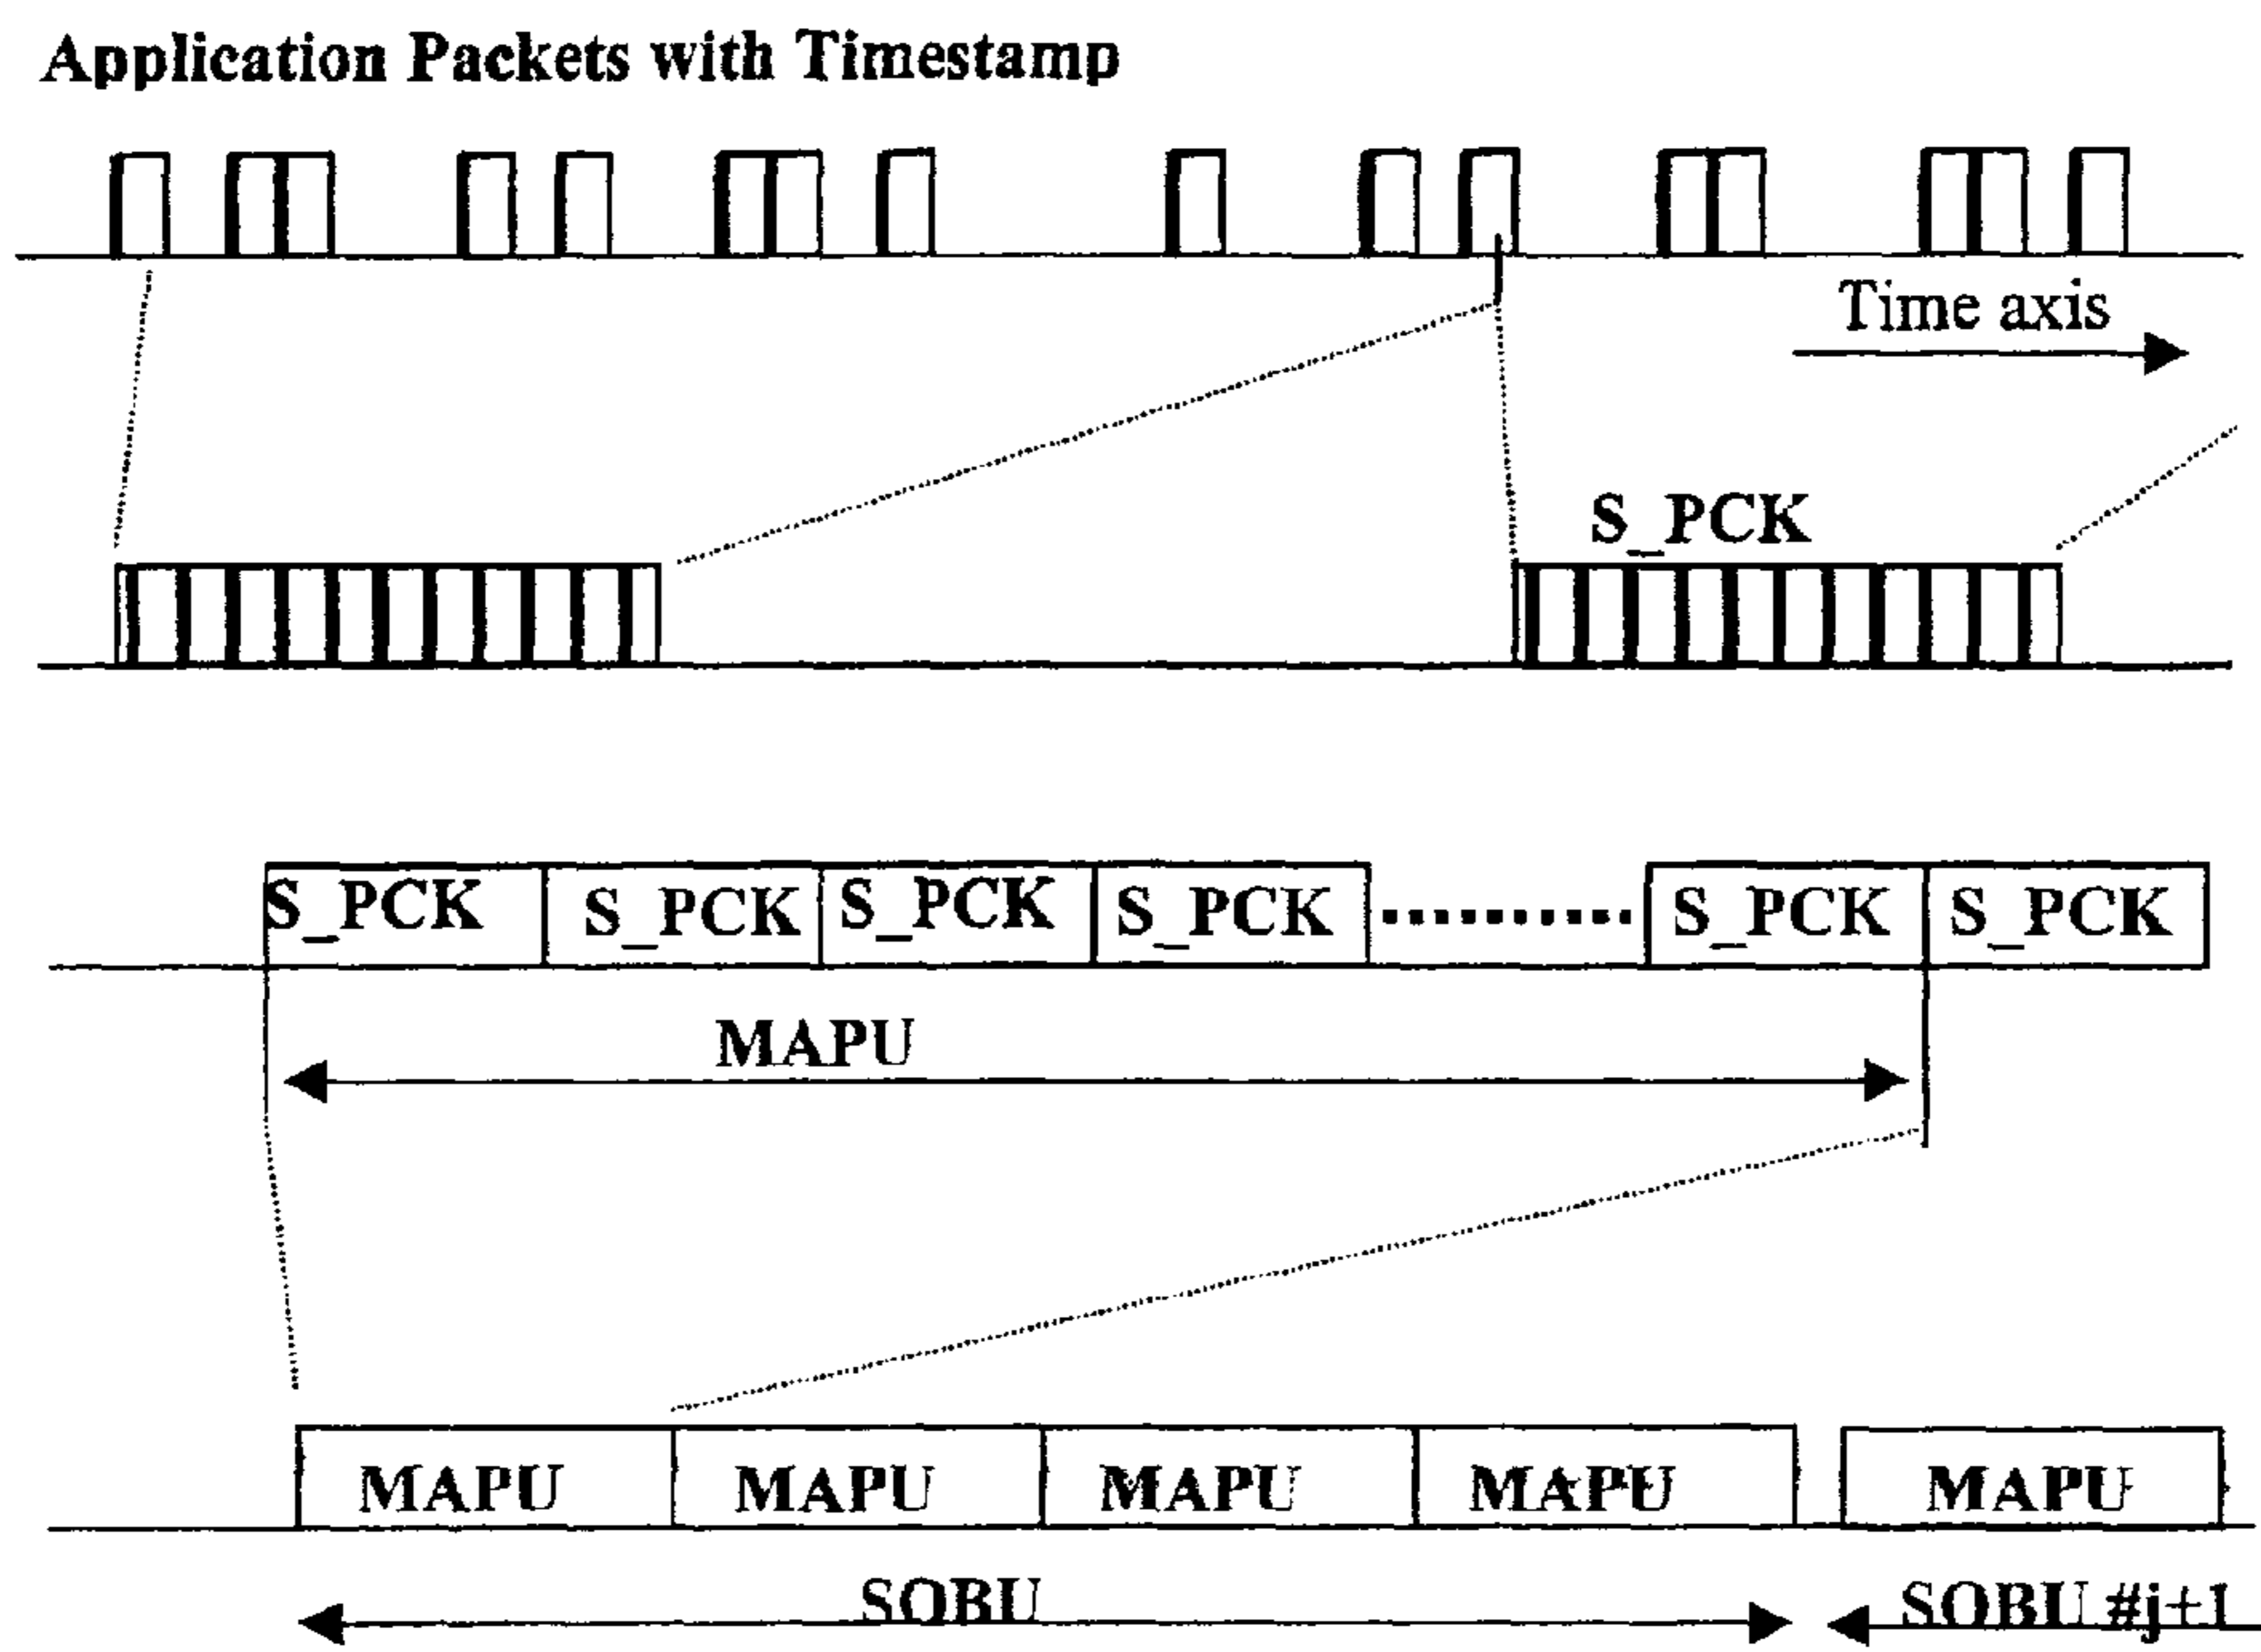 Application Packets with Timestamp
Time axis
S_PCK
S_PCK S_PCK S_PCK S_PCK S_PCK S_PCK
MAPU
MAPU MAPU MAPU MAPU MAPU
SOBU SOBU #j+1